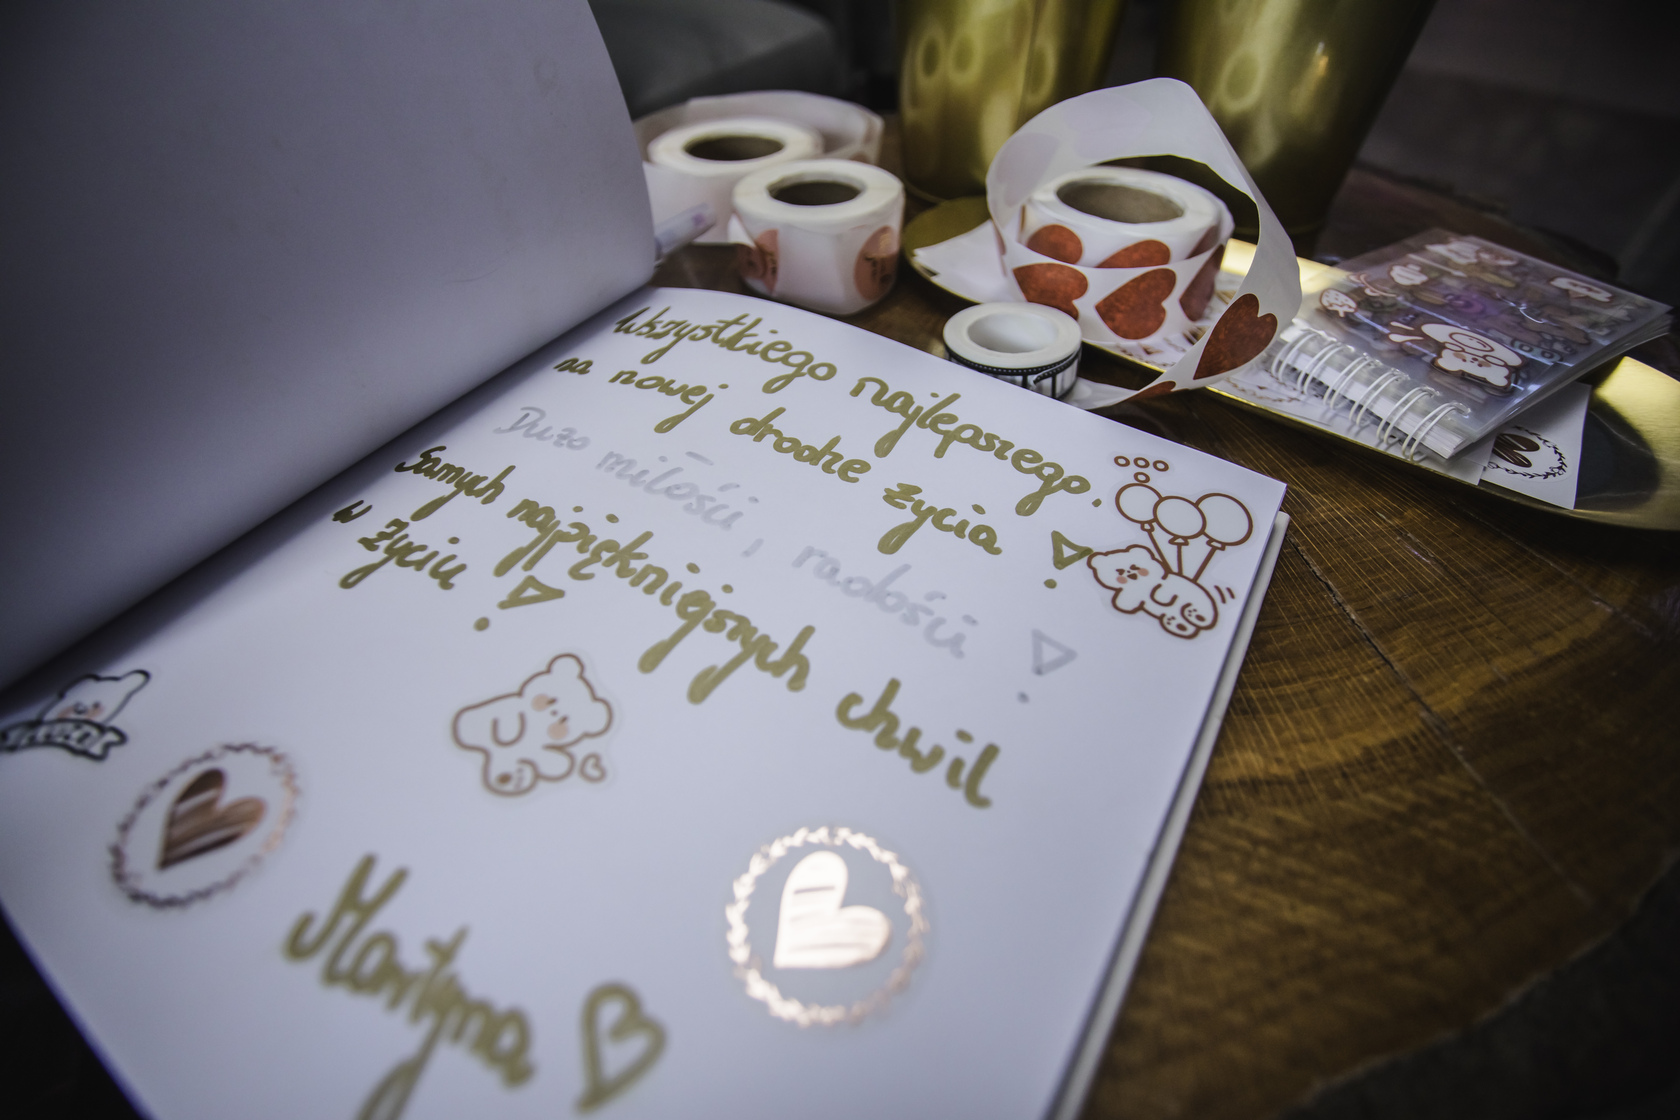 Wszystkiego najlepszego,
na nowej drodze życia !
Dużo miłości, radości !
Samych najpiękniejszych chwil
w życiu !
Martyna